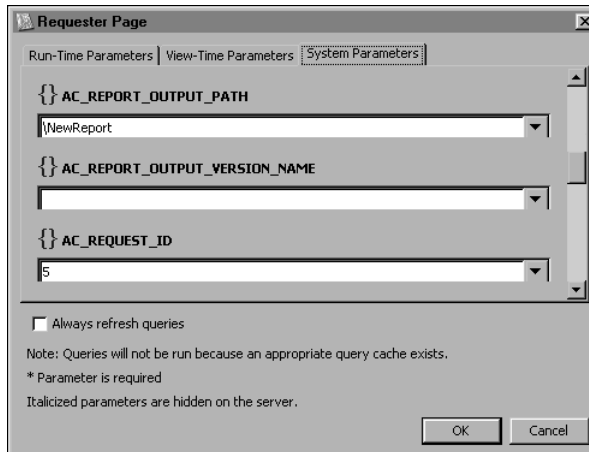 Requester Page
Run-Time Parameters View-Time Parameters System Parameters
{} AC_REPORT_OUTPUT_PATH
\NewReport
{} AC_REPORT_OUTPUT_VERSION_NAME
{} AC_REQUEST_ID
5
Always refresh queries
Note: Queries will not be run because an appropriate query cache exists.
* Parameter is required
Italicized parameters are hidden on the server.
OK Cancel